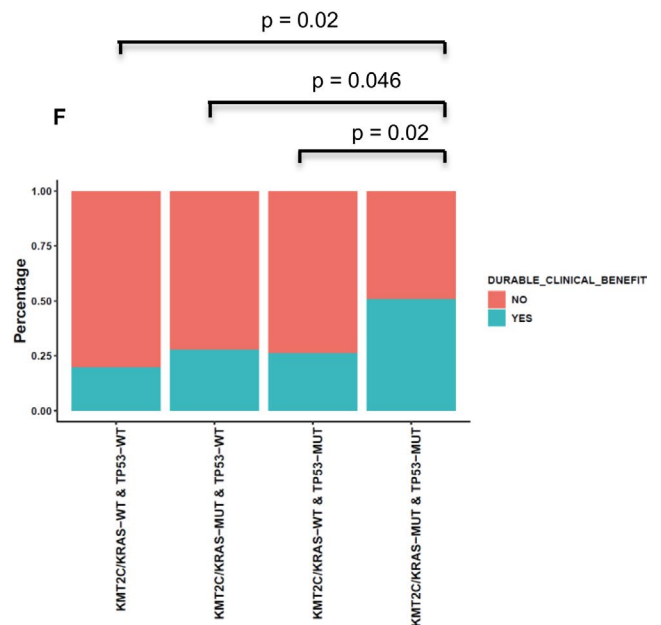 p = 0.02
p = 0.046
F
p = 0.02
1.00
0.75
0.50
0.25
0.00
Percentage
DURABLE_CLINICAL_BENEFIT
NO
YES
KMT2C/KRAS-WT & TP53-WT
KMT2C/KRAS-MUT & TP53-WT
KMT2C/KRAS-WT & TP53-MUT
KMT2C/KRAS-MUT & TP53-MUT